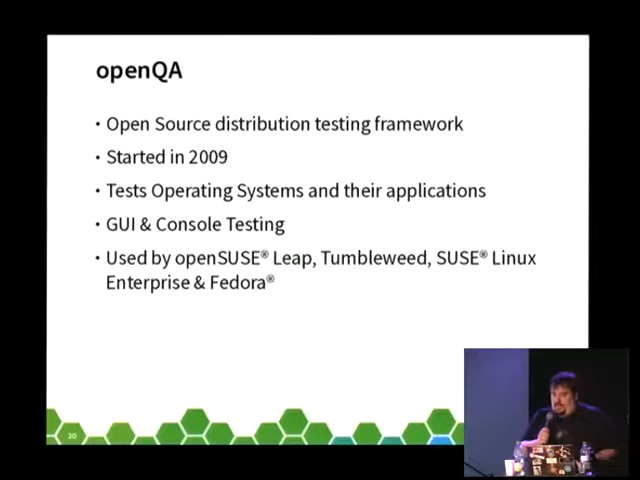 openQA
• Open Source distribution testing framework
• Started in 2009
• Tests Operating Systems and their applications
• GUI & Console Testing
• Used by openSUSE® Leap, Tumbleweed, SUSE® Linux
Enterprise & Fedora®
20